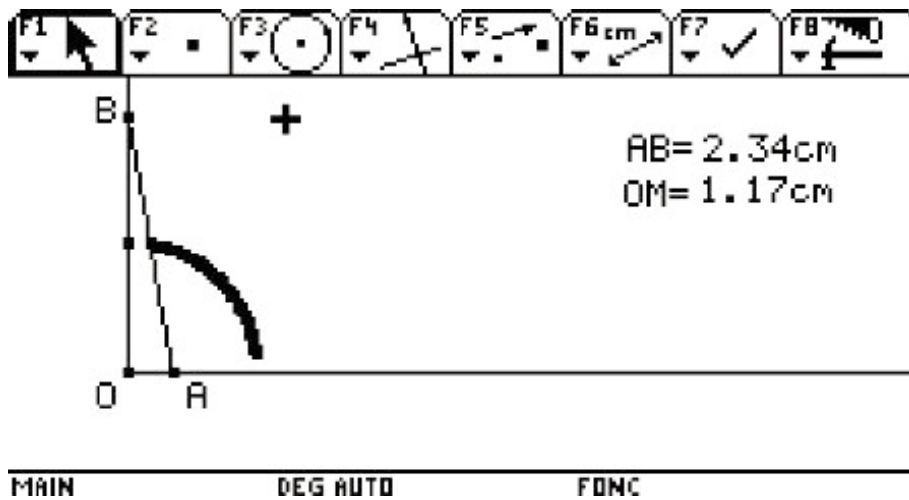 F1 F2 F3 F4 F5 F6 cm F7 F8
B
AB=2.34cm
OM=1.17cm
O A
MAIN DEG AUTO FONC